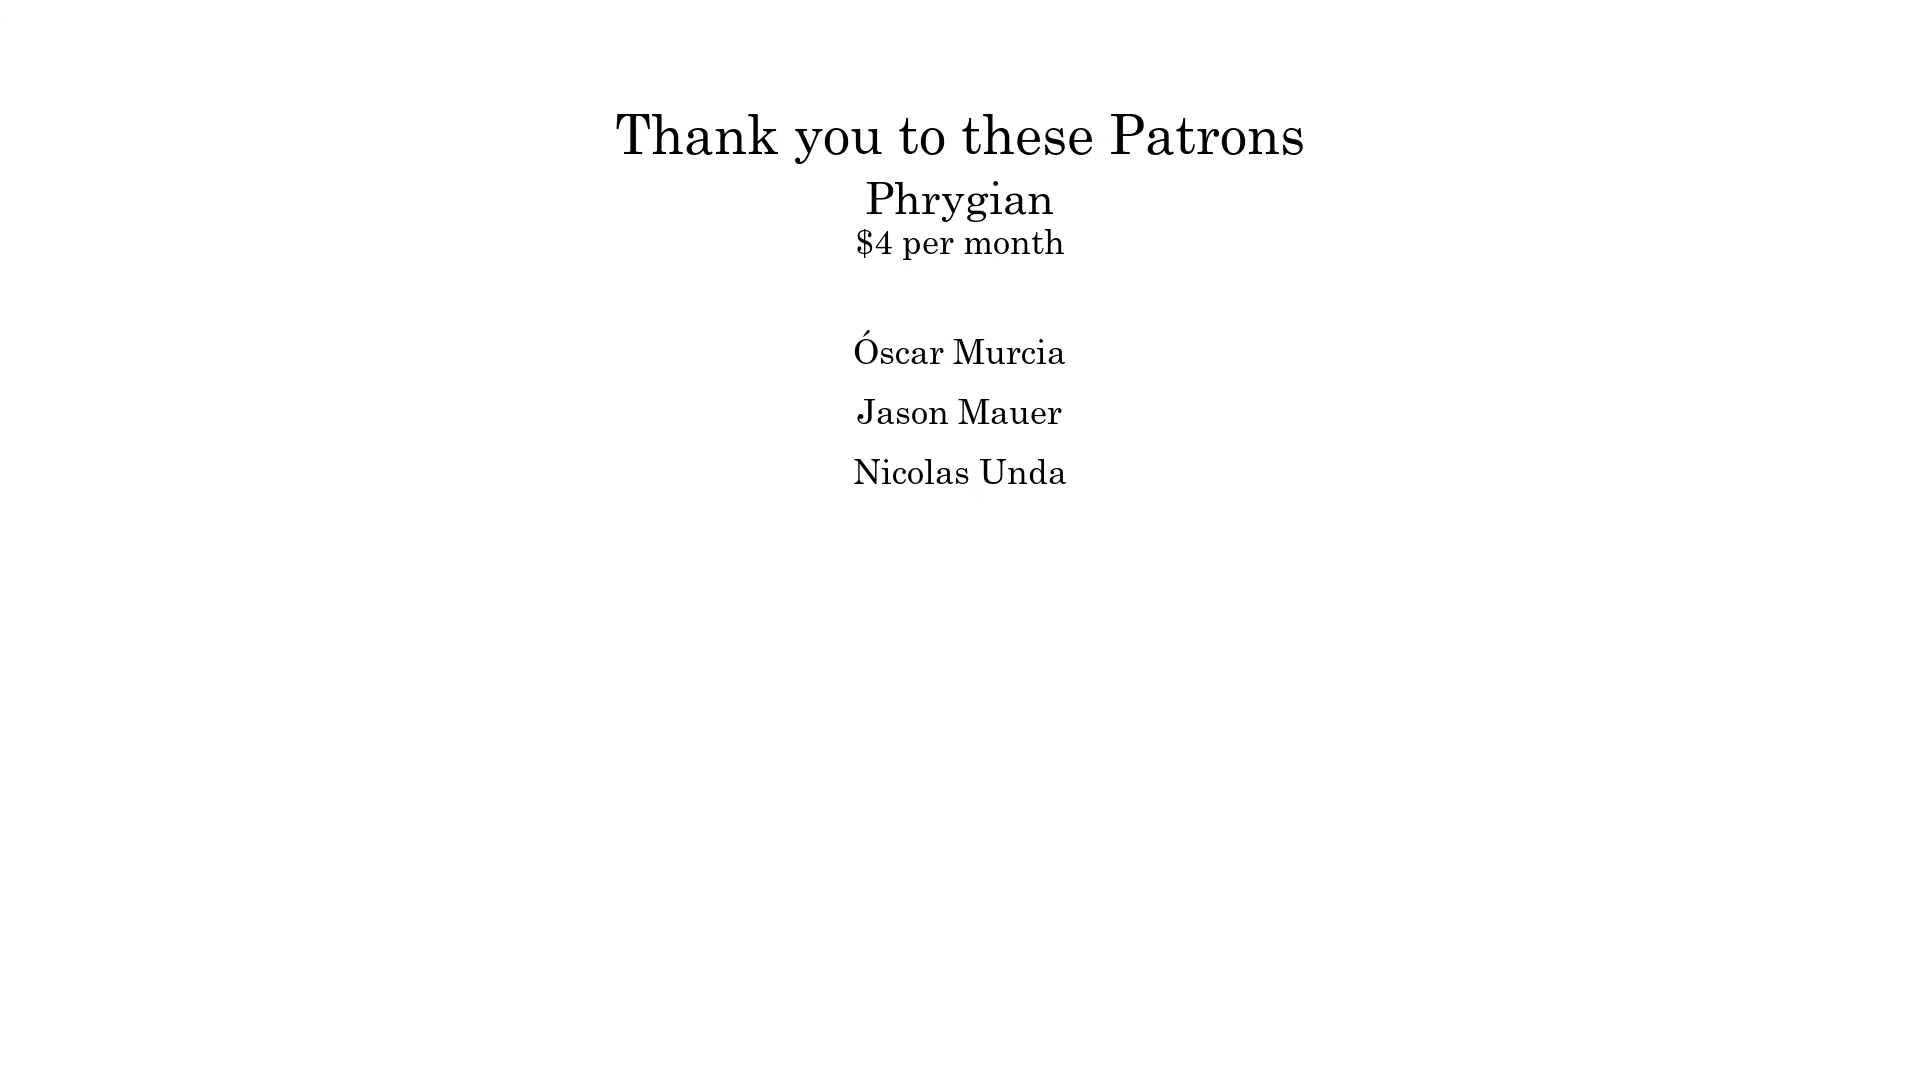 Thank you to these Patrons
Phrygian
$4 per month
Óscar Murcia
Jason Mauer
Nicolas Unda